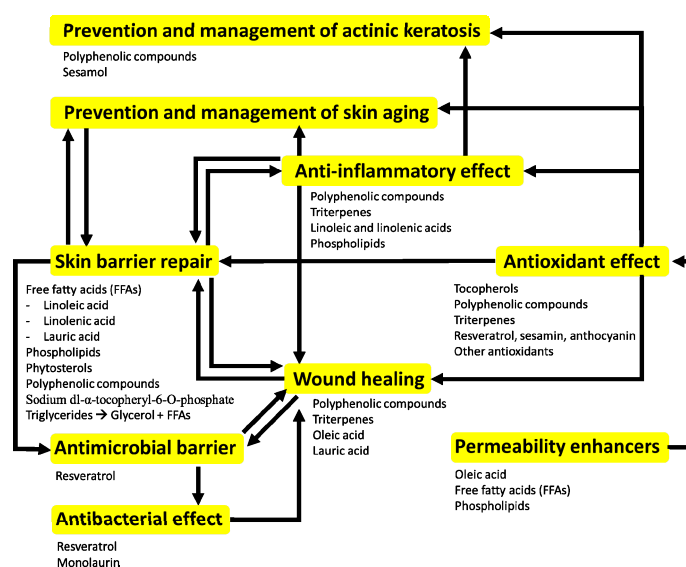 Prevention and management of actinic keratosis
Polyphenolic compounds
Sesamol
Prevention and management of skin aging
Anti-inflammatory effect
Polyphenolic compounds
Triterpenes
Linoleic and linolenic acids
Phospholipids
Skin barrier repair
Free fatty acids (FFAs)
- Linoleic acid
- Linolenic acid
- Lauric acid
Phospholipids
Phytosterols
Polyphenolic compounds
Sodium dl-α-tocopheryl-6-O-phosphate
Triglycerides → Glycerol + FFAs
Antioxidant effect
Tocopherols
Polyphenolic compounds
Triterpenes
Resveratrol, sesamin, anthocyanin
Other antioxidants
Wound healing
Polyphenolic compounds
Triterpenes
Oleic acid
Lauric acid
Antimicrobial barrier
Resveratrol
Permeability enhancers
Oleic acid
Free fatty acids (FFAs)
Phospholipids
Antibacterial effect
Resveratrol
Monolaurin